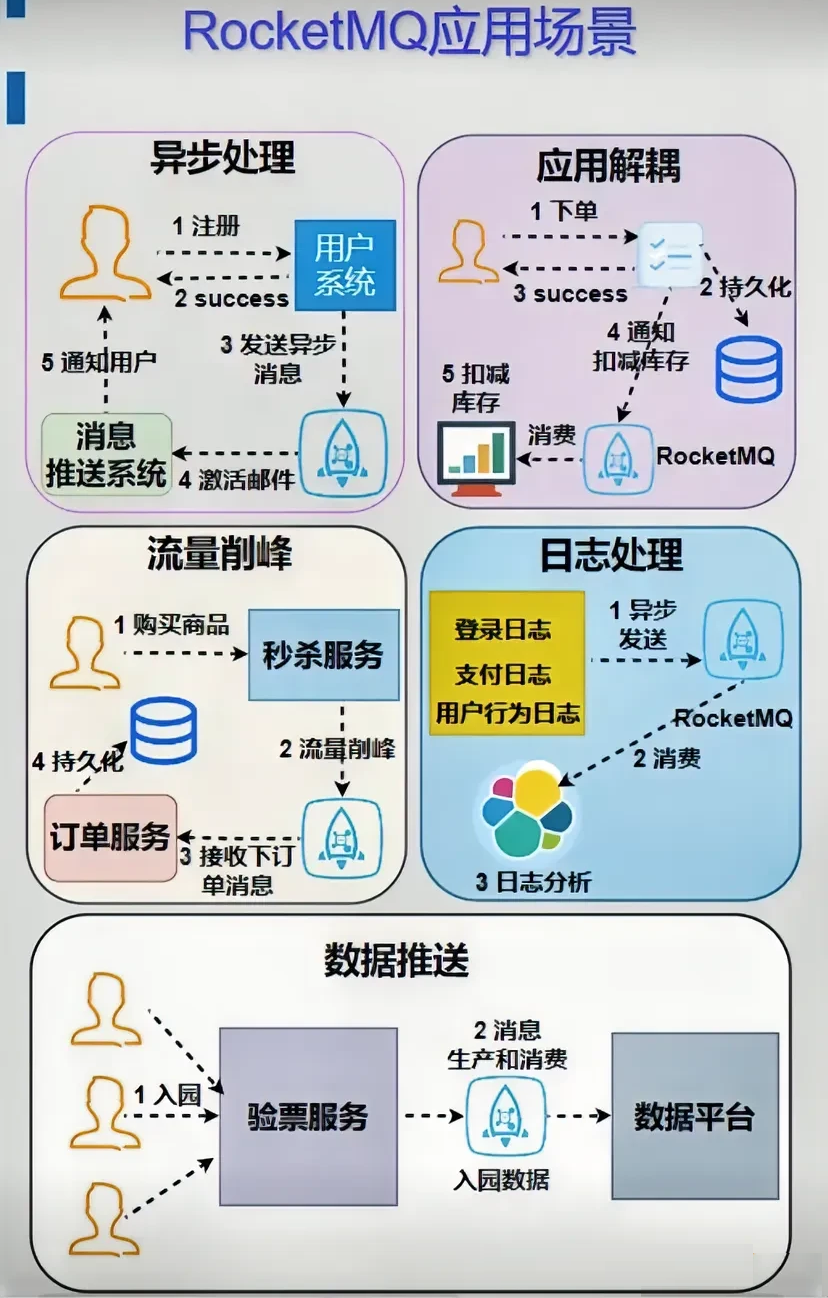 RocketMQ应用场景
异步处理
1 注册
用户
系统
2 success
3 发送异步
消息
5 通知用户
消息
推送系统
4 激活邮件
应用解耦
1 下单
3 success
2 持久化
4 通知
扣减库存
5 扣减
库存
消费
RocketMQ
流量削峰
1 购买商品
秒杀服务
2 流量削峰
4 持久化
订单服务
3 接收下订
单消息
日志处理
登录日志
支付日志
用户行为日志
1 异步
发送
RocketMQ
2 消费
3 日志分析
数据推送
1 入园
验票服务
2 消息
生产和消费
入园数据
数据平台